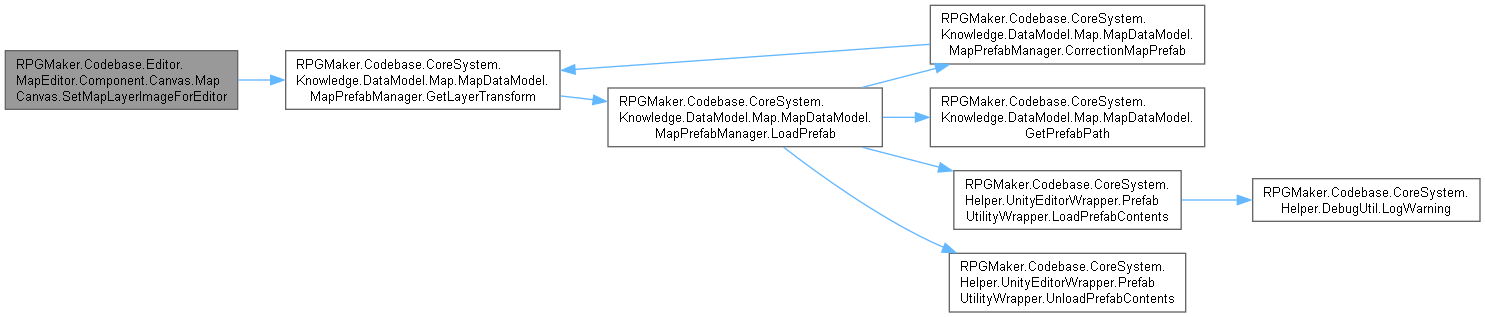 RPGMaker.Codebase.Editor.
MapEditor.Component.Canvas.Map
Canvas.SetMapLayerImageForEditor
RPGMaker.Codebase.CoreSystem.
Knowledge.DataModel.Map.MapDataModel.
MapPrefabManager.GetLayerTransform
RPGMaker.Codebase.CoreSystem.
Knowledge.DataModel.Map.MapDataModel.
MapPrefabManager.LoadPrefab
RPGMaker.Codebase.CoreSystem.
Knowledge.DataModel.Map.MapDataModel.
MapPrefabManager.CorrectionMapPrefab
RPGMaker.Codebase.CoreSystem.
Knowledge.DataModel.Map.MapDataModel.
GetPrefabPath
RPGMaker.Codebase.CoreSystem.
Helper.UnityEditorWrapper.Prefab
UtilityWrapper.LoadPrefabContents
RPGMaker.Codebase.CoreSystem.
Helper.DebugUtil.LogWarning
RPGMaker.Codebase.CoreSystem.
Helper.UnityEditorWrapper.Prefab
UtilityWrapper.UnloadPrefabContents